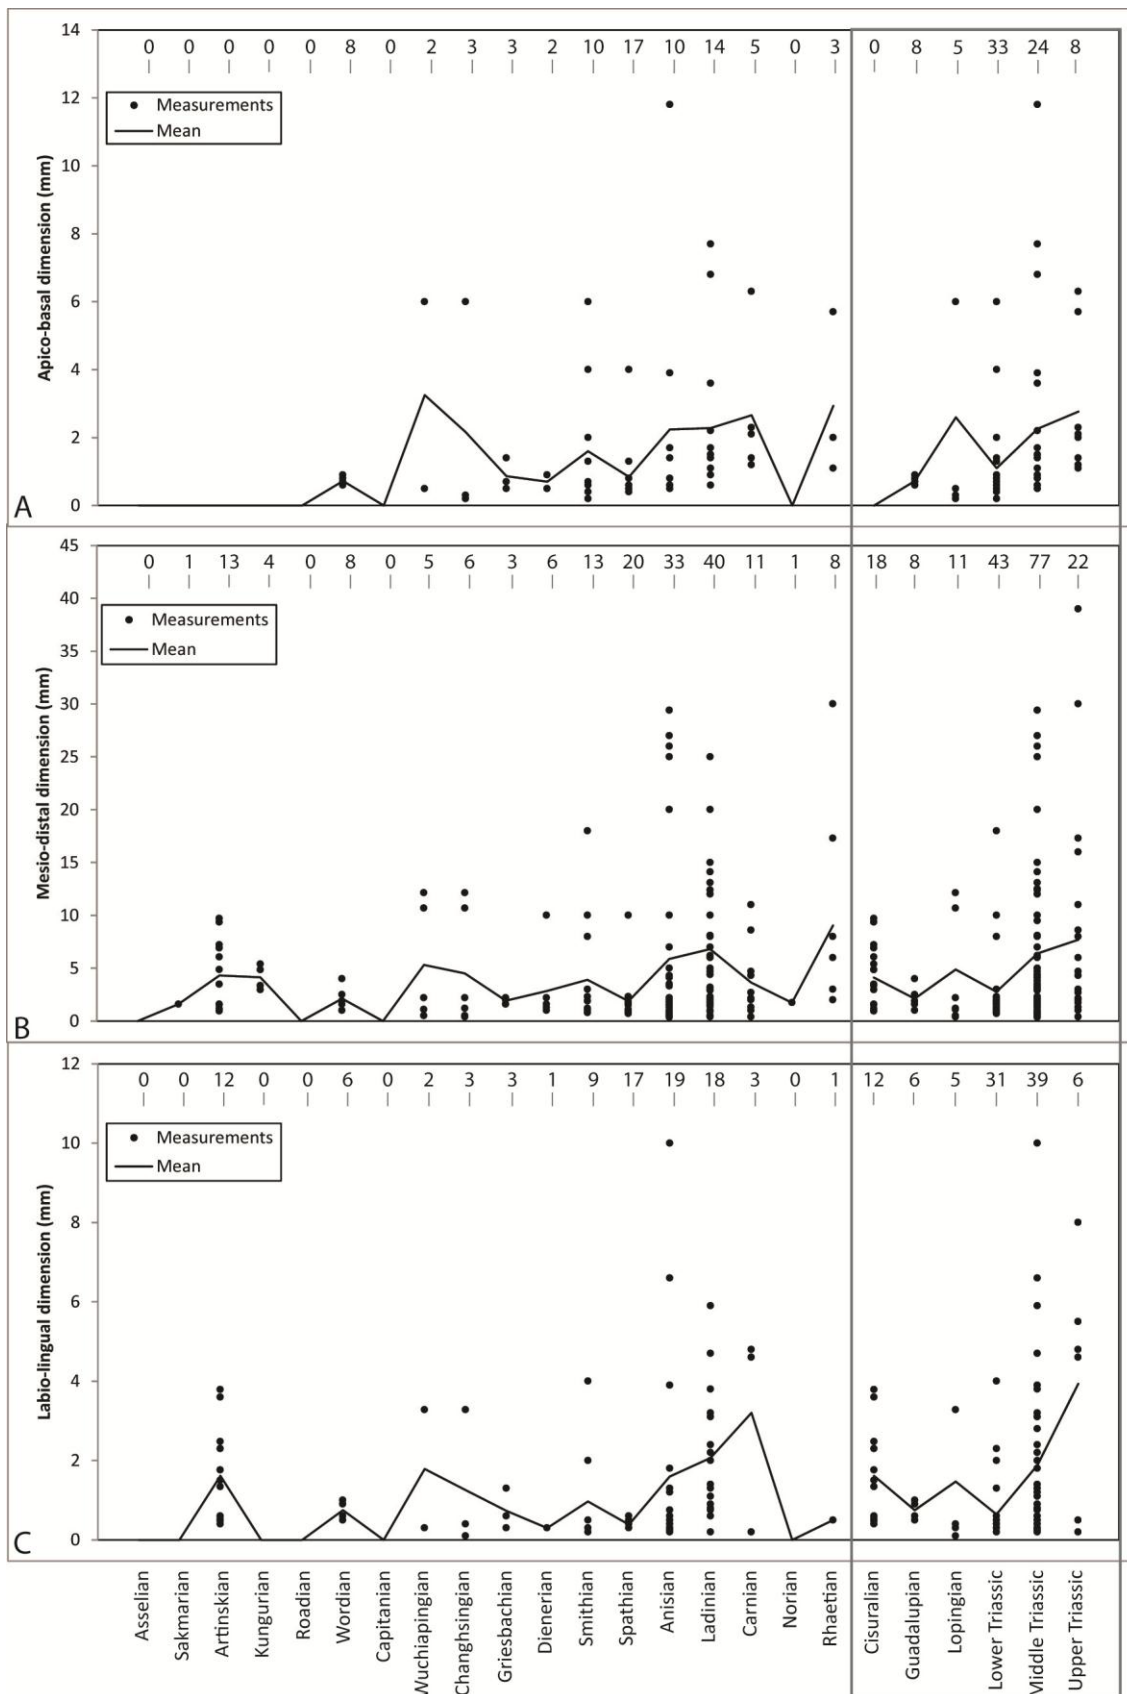 14 0 0 0 0 0 8 0 2 3 3 2 10 17 10 14 5 0 3 0 8 5 33 24 8
12
Measurements
Mean
10
8
6
4
2
0
Apico-basal dimension (mm)
A
45 0 1 13 4 0 8 0 5 6 3 6 13 20 33 40 11 1 8 18 8 11 43 77 22
40
Measurements
35
Mean
30
25
20
15
10
5
0
Mesio-distal dimension (mm)
B
12 0 0 12 0 0 6 0 2 3 3 1 9 17 19 18 3 0 1 12 6 5 31 39 6
Measurements
10
Mean
8
6
4
2
0
Labio-lingual dimension (mm)
C
Asselian
Sakmarian
Artinskian
Kungurian
Roadian
Wordian
Capitanian
Wuchiapingian
Changhsingian
Griesbachian
Dienerian
Smithian
Spathian
Anisian
Ladinian
Carnian
Norian
Rhaetian
Cisuralian
Guadalupian
Lopingian
Lower Triassic
Middle Triassic
Upper Triassic